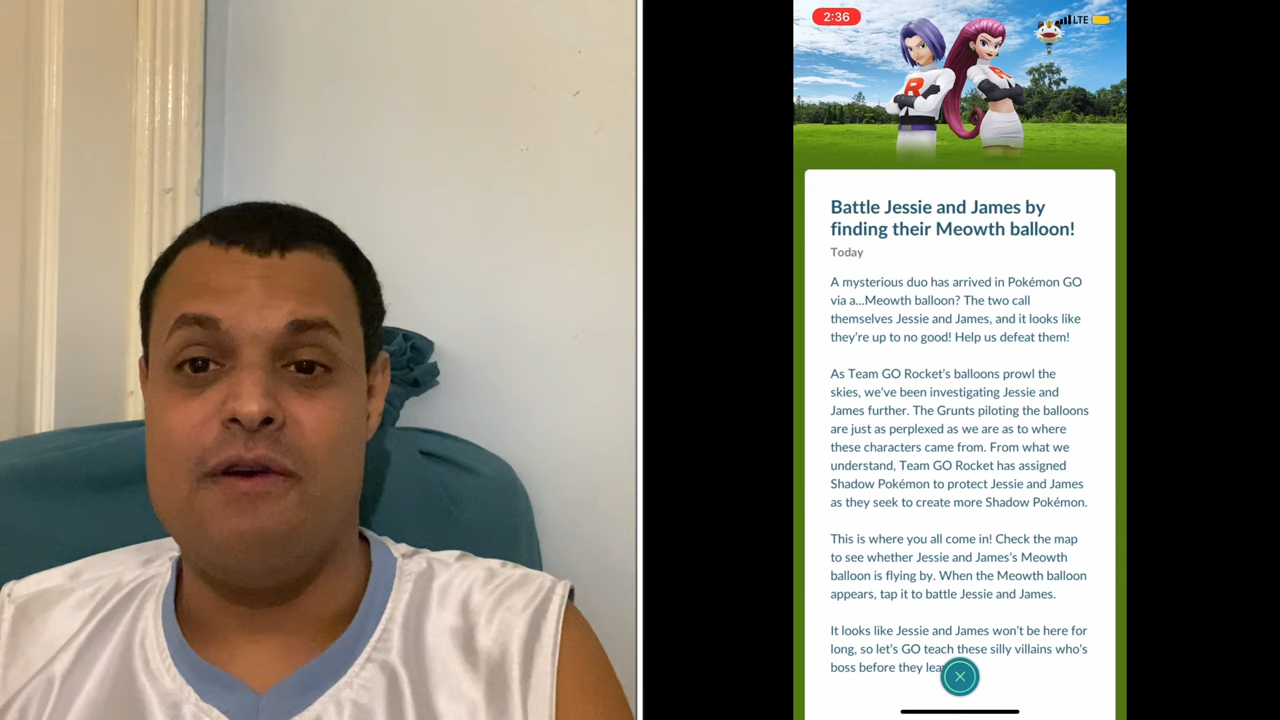 2:36
LTE
R
R
Battle Jessie and James by
finding their Meowth balloon!
Today
A mysterious duo has arrived in Pokémon GO
via a...Meowth balloon? The two call
themselves Jessie and James, and it looks like
they're up to no good! Help us defeat them!
As Team GO Rocket's balloons prowl the
skies, we've been investigating Jessie and
James further. The Grunts piloting the balloons
are just as perplexed as we are as to where
these characters came from. From what we
understand, Team GO Rocket has assigned
Shadow Pokémon to protect Jessie and James
as they seek to create more Shadow Pokémon.
This is where you all come in! Check the map
to see whether Jessie and James's Meowth
balloon is flying by. When the Meowth balloon
appears, tap it to battle Jessie and James.
It looks like Jessie and James won't be here for
long, so let's GO teach these silly villains who's
boss before they